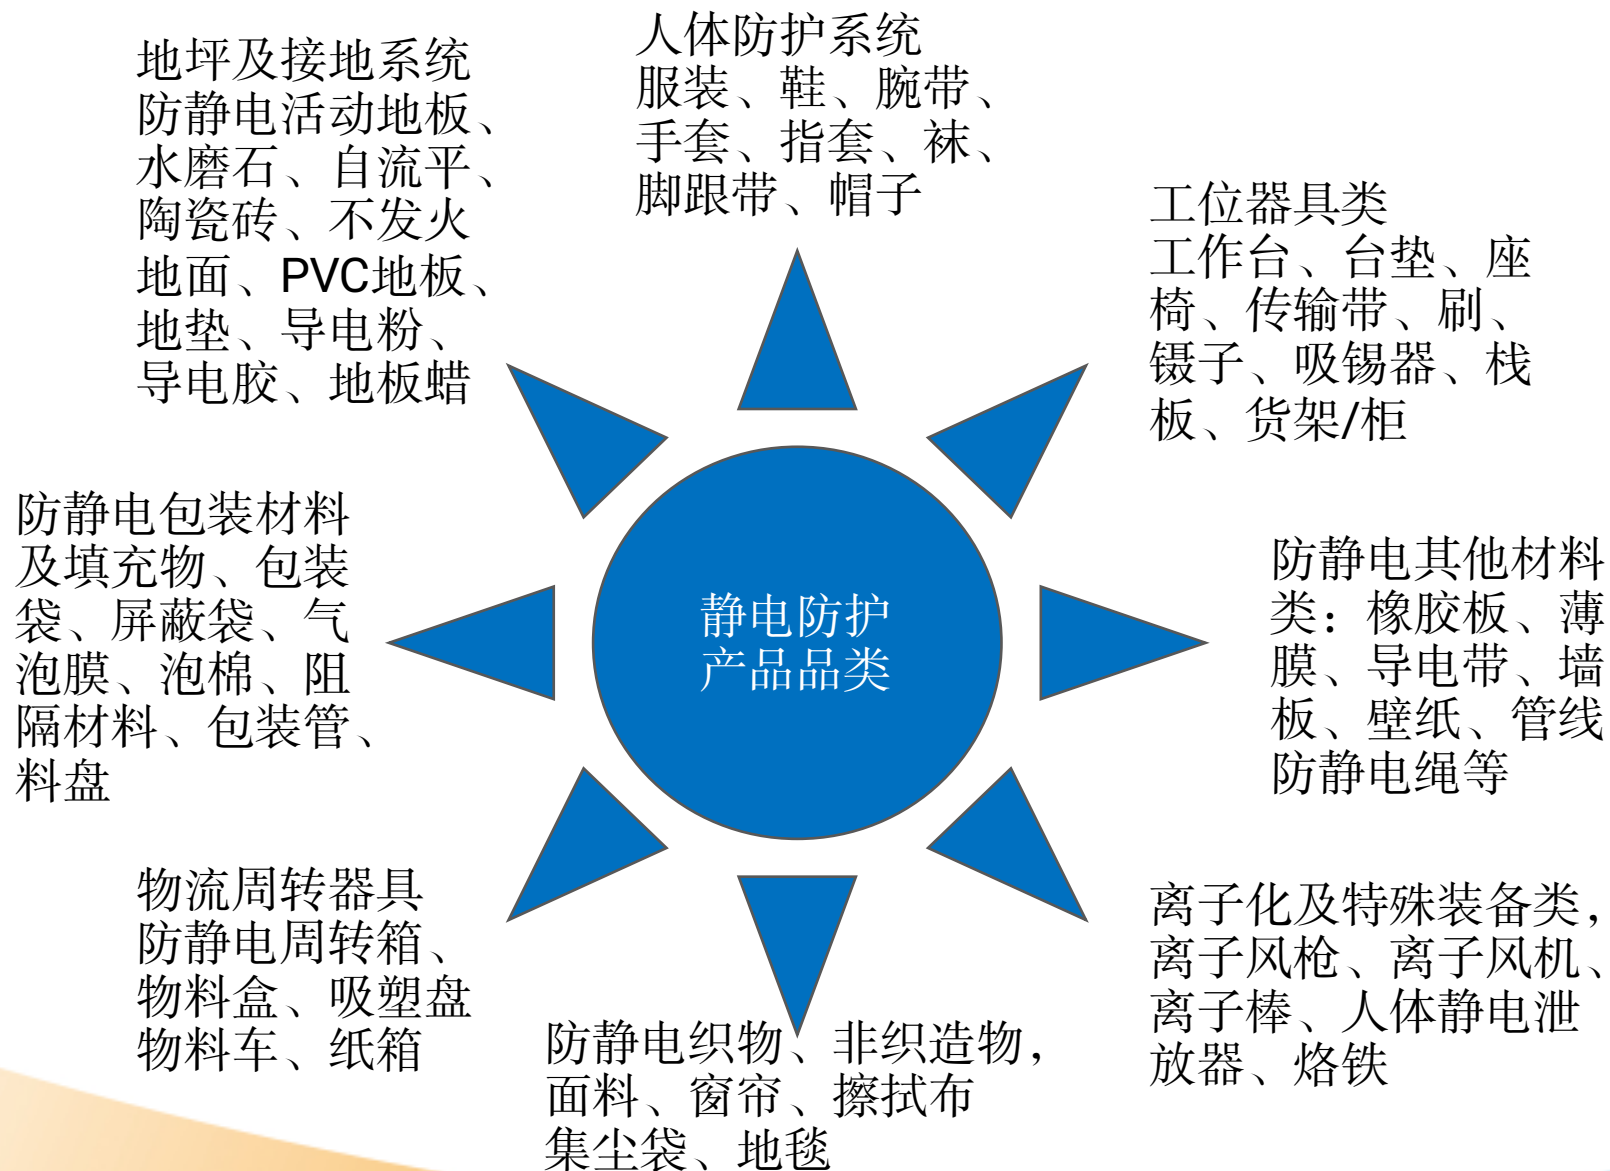 人体防护系统
服装、鞋、腕带、
手套、指套、袜、
脚跟带、帽子
地坪及接地系统
防静电活动地板、
水磨石、自流平、
陶瓷砖、不发火
地面、PVC地板、
地垫、导电粉、
导电胶、地板蜡
工位器具类
工作台、台垫、座
椅、传输带、刷、
镊子、吸锡器、栈
板、货架/柜
防静电包装材料
及填充物、包装
袋、屏蔽袋、气
泡膜、泡棉、阻
隔材料、包装管、
料盘
静电防护
产品品类
防静电其他材料
类：橡胶板、薄
膜、导电带、墙
板、壁纸、管线
防静电绳等
物流周转器具
防静电周转箱、
物料盒、吸塑盘
物料车、纸箱
离子化及特殊装备类，
离子风枪、离子风机、
离子棒、人体静电泄
放器、烙铁
防静电织物、非织造物，
面料、窗帘、擦拭布
集尘袋、地毯